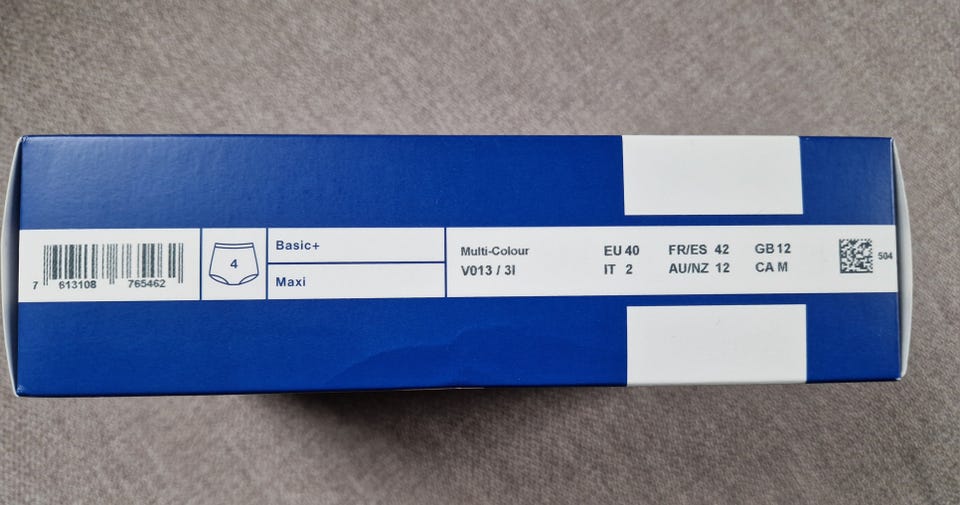 7 613108 765462
4
Basic+
Maxi
Multi-Colour
V013 / 3I
EU 40 FR/ES 42 GB 12
IT 2 AU/NZ 12 CA M
504